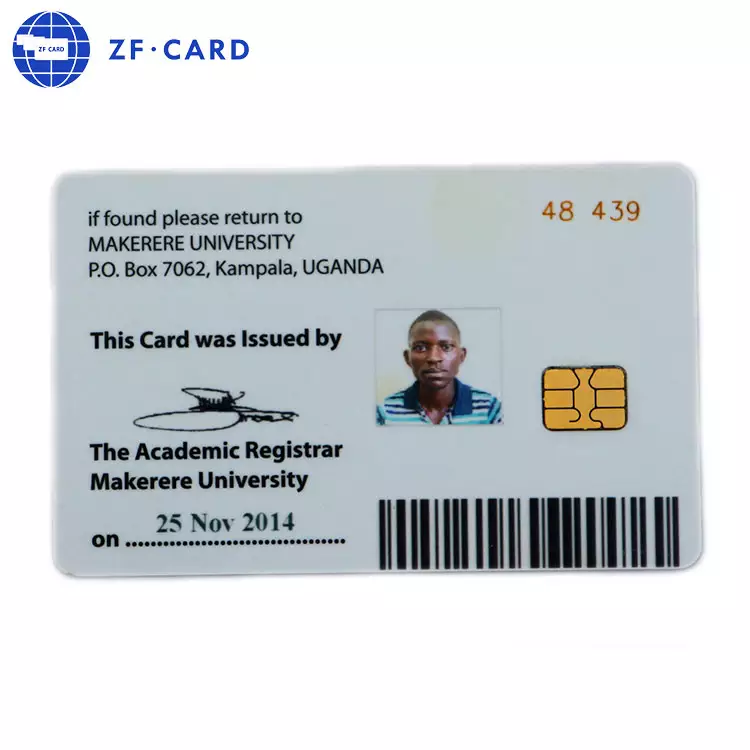 ZF CARD
ZF·CARD
if found please return to
MAKERERE UNIVERSITY
P.O. Box 7062, Kampala, UGANDA
48 439
This Card was Issued by
The Academic Registrar
Makerere University
on 25 Nov 2014